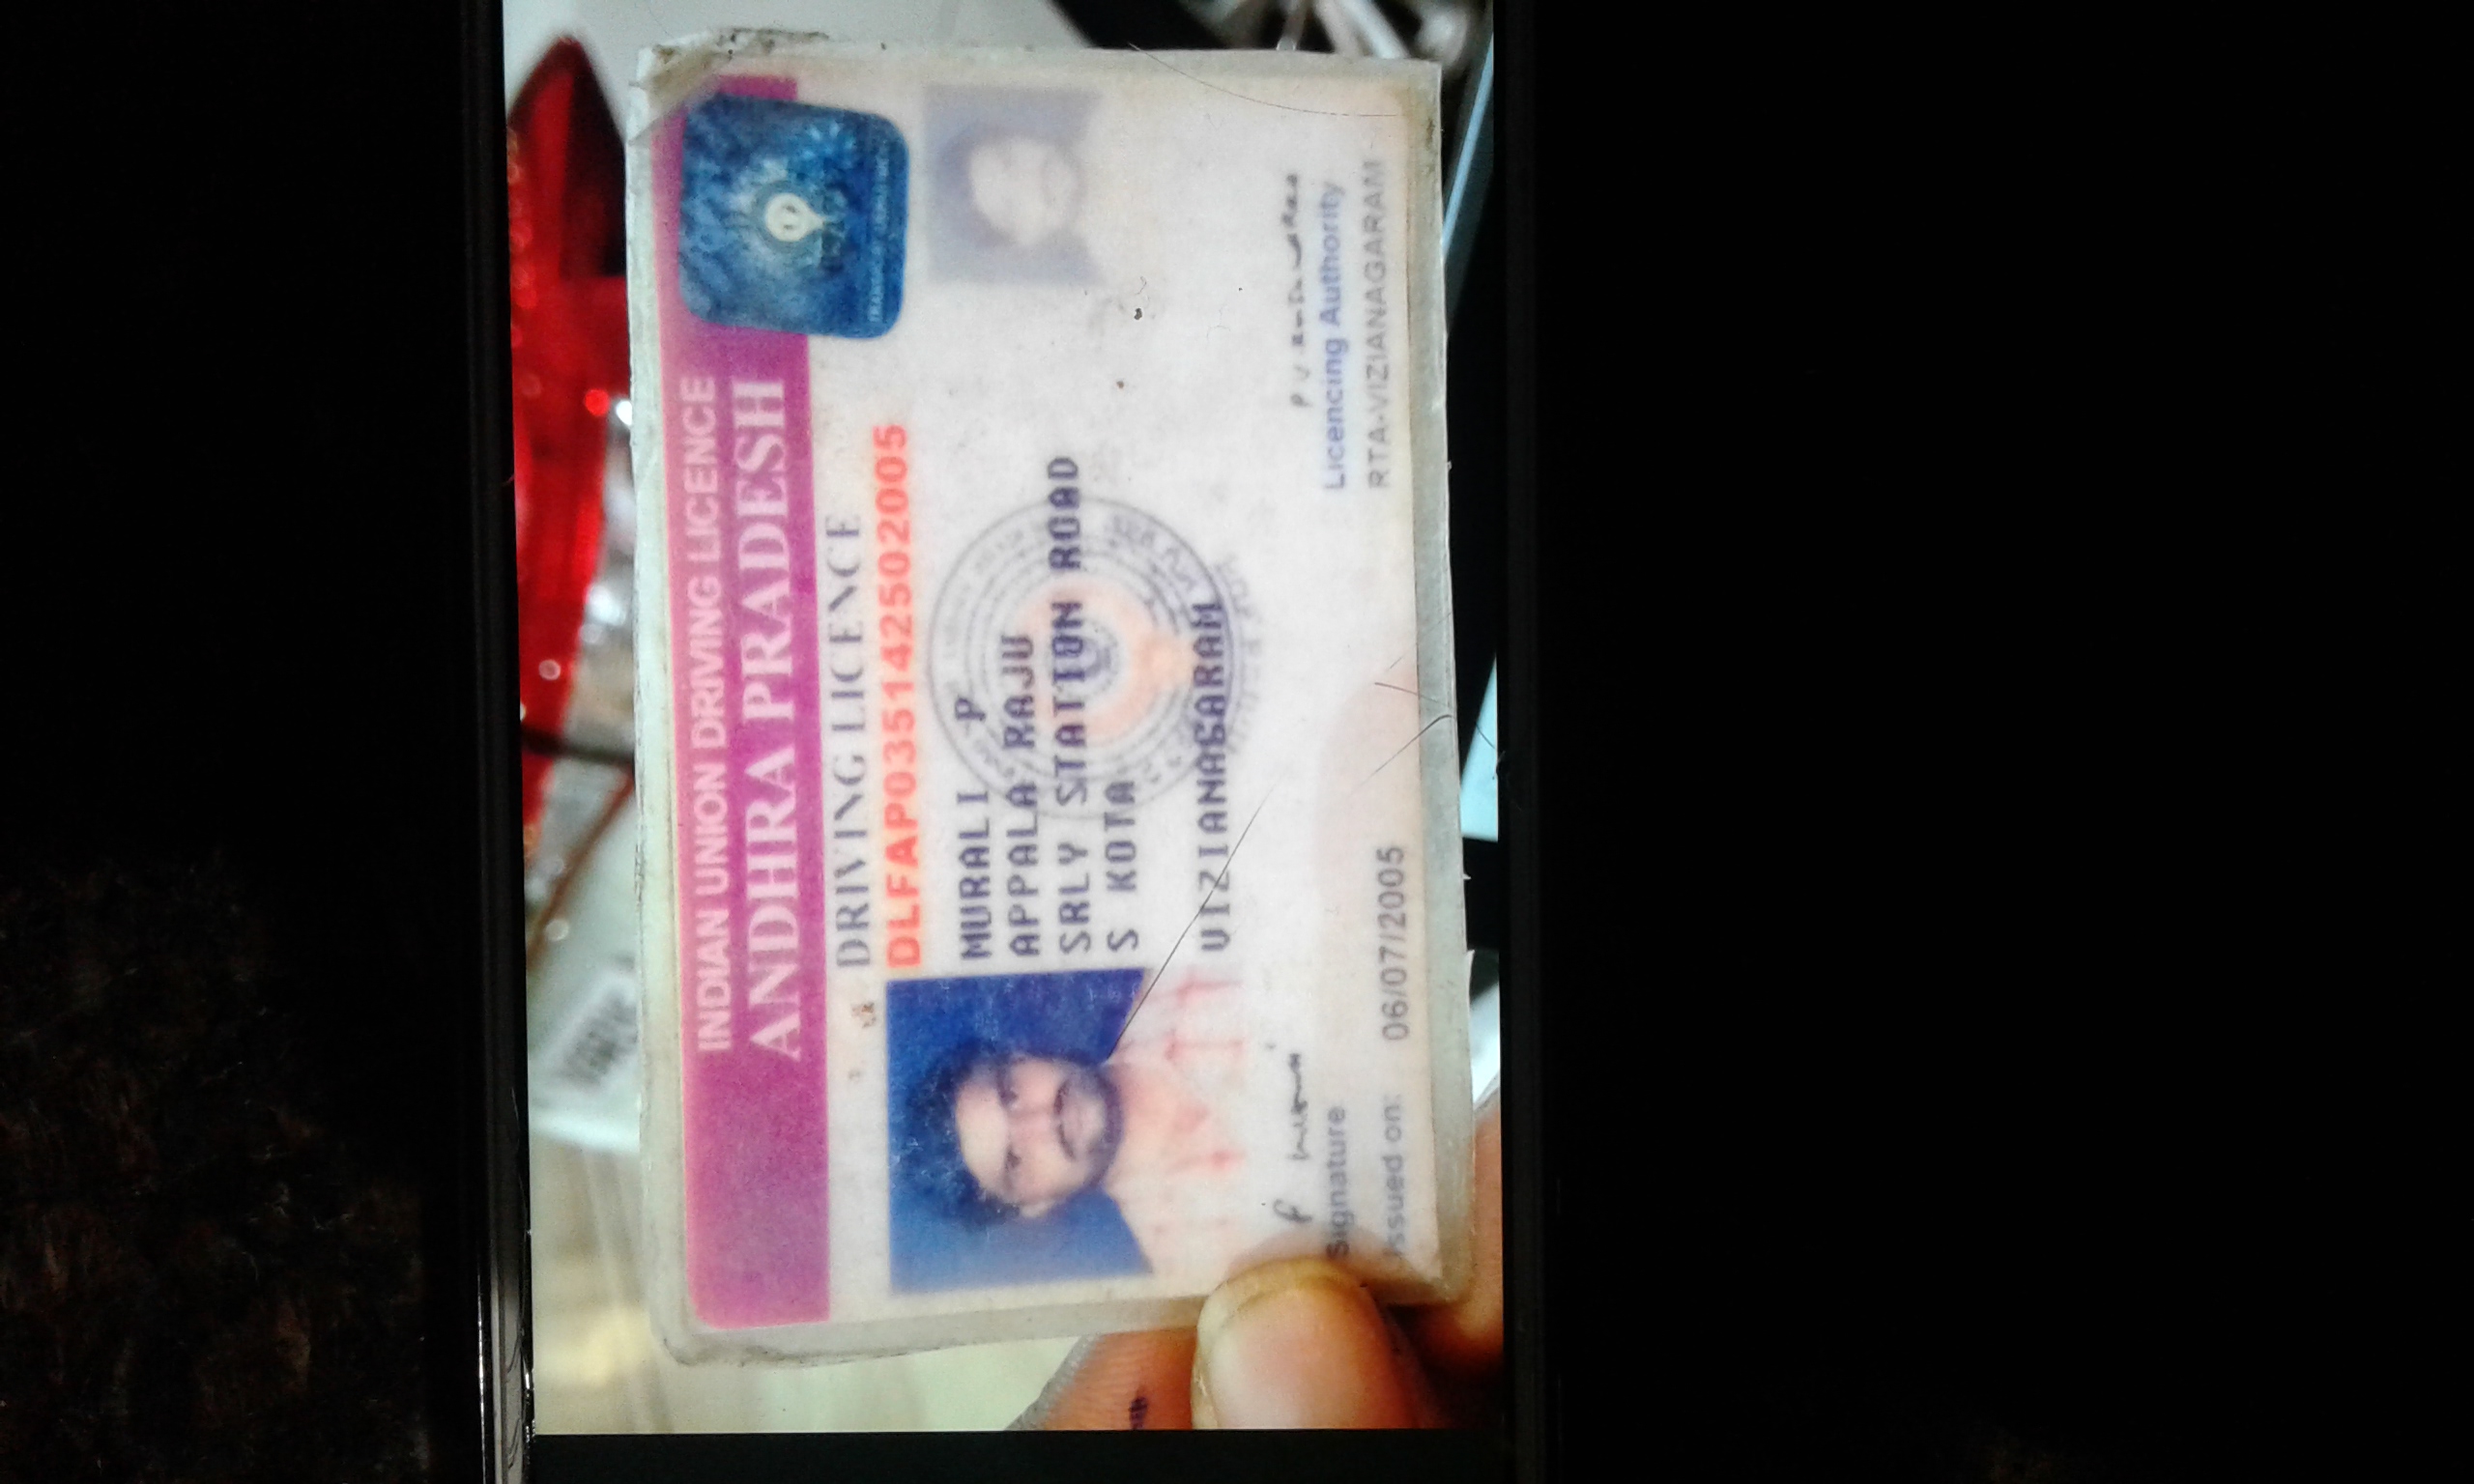 INDIAN UNION DRIVING LICENCE
ANDHRA PRADESH
DRIVING LICENCE
DLFAP035142502005
MURALI P
APPALA RAJU
SRLY STATION ROAD
S KOTA
VIZIANAGARAM
Signature
Licencing Authority
Issued on: 06/07/2005
RTA-VIZIANAGARAM